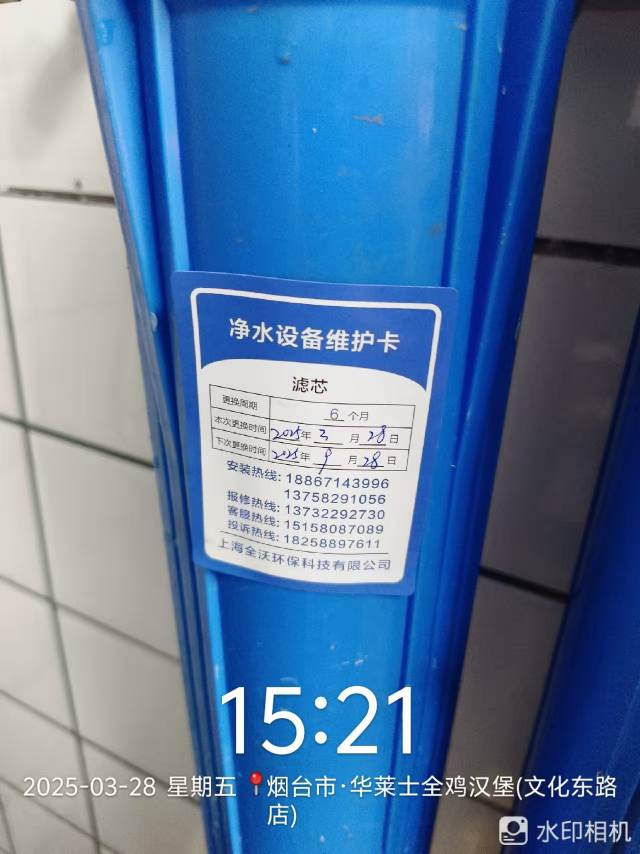 净水设备维护卡
滤芯
更换周期 6 个月
本次更换时间 2025年 3 月 28 日
下次更换时间 2025年 9 月 28 日
安装热线: 18867143996
13758291056
报修热线: 13732292730
客服热线: 15158087089
投诉热线: 18258897611
上海全沃环保科技有限公司
15:21
2025-03-28 星期五 烟台市·华莱士全鸡汉堡(文化东路
店)
水印相机